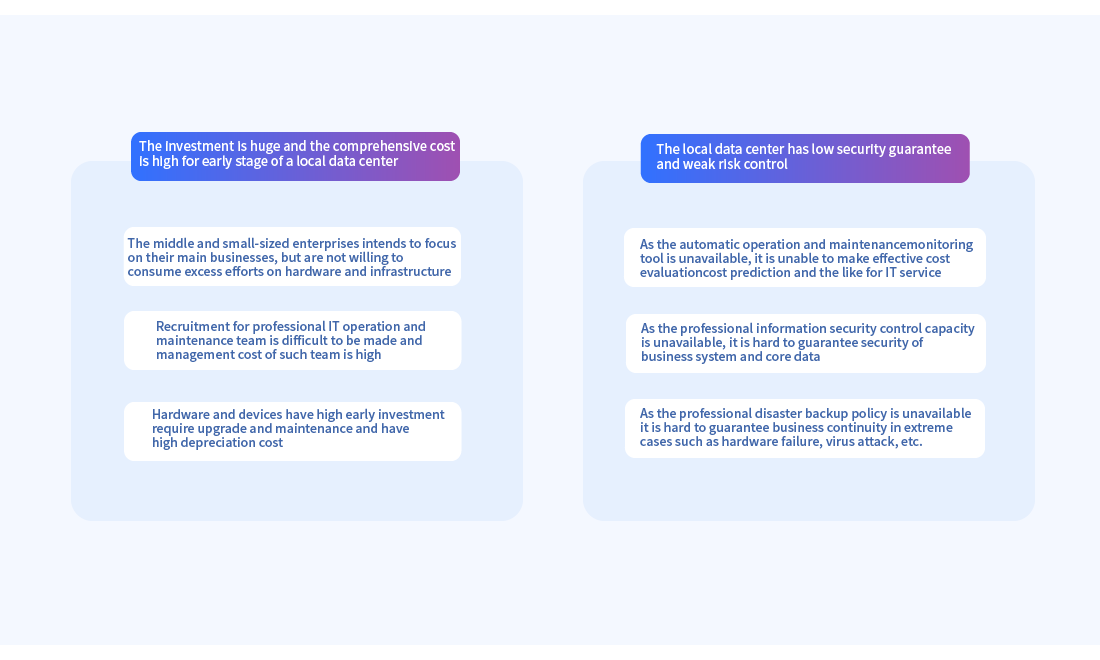 The investment is huge and the comprehensive cost
is high for early stage of a local data center
The middle and small-sized enterprises intends to focus
on their main businesses, but are not willing to
consume excess efforts on hardware and infrastructure
Recruitment for professional IT operation and
maintenance team is difficult to be made and
management cost of such team is high
Hardware and devices have high early investment
require upgrade and maintenance and have
high depreciation cost
The local data center has low security guarantee
and weak risk control
As the automatic operation and maintenancemonitoring
tool is unavailable, it is unable to make effective cost
evaluationcost prediction and the like for IT service
As the professional information security control capacity
is unavailable, it is hard to guarantee security of
business system and core data
As the professional disaster backup policy is unavailable
it is hard to guarantee business continuity in extreme
cases such as hardware failure, virus attack, etc.